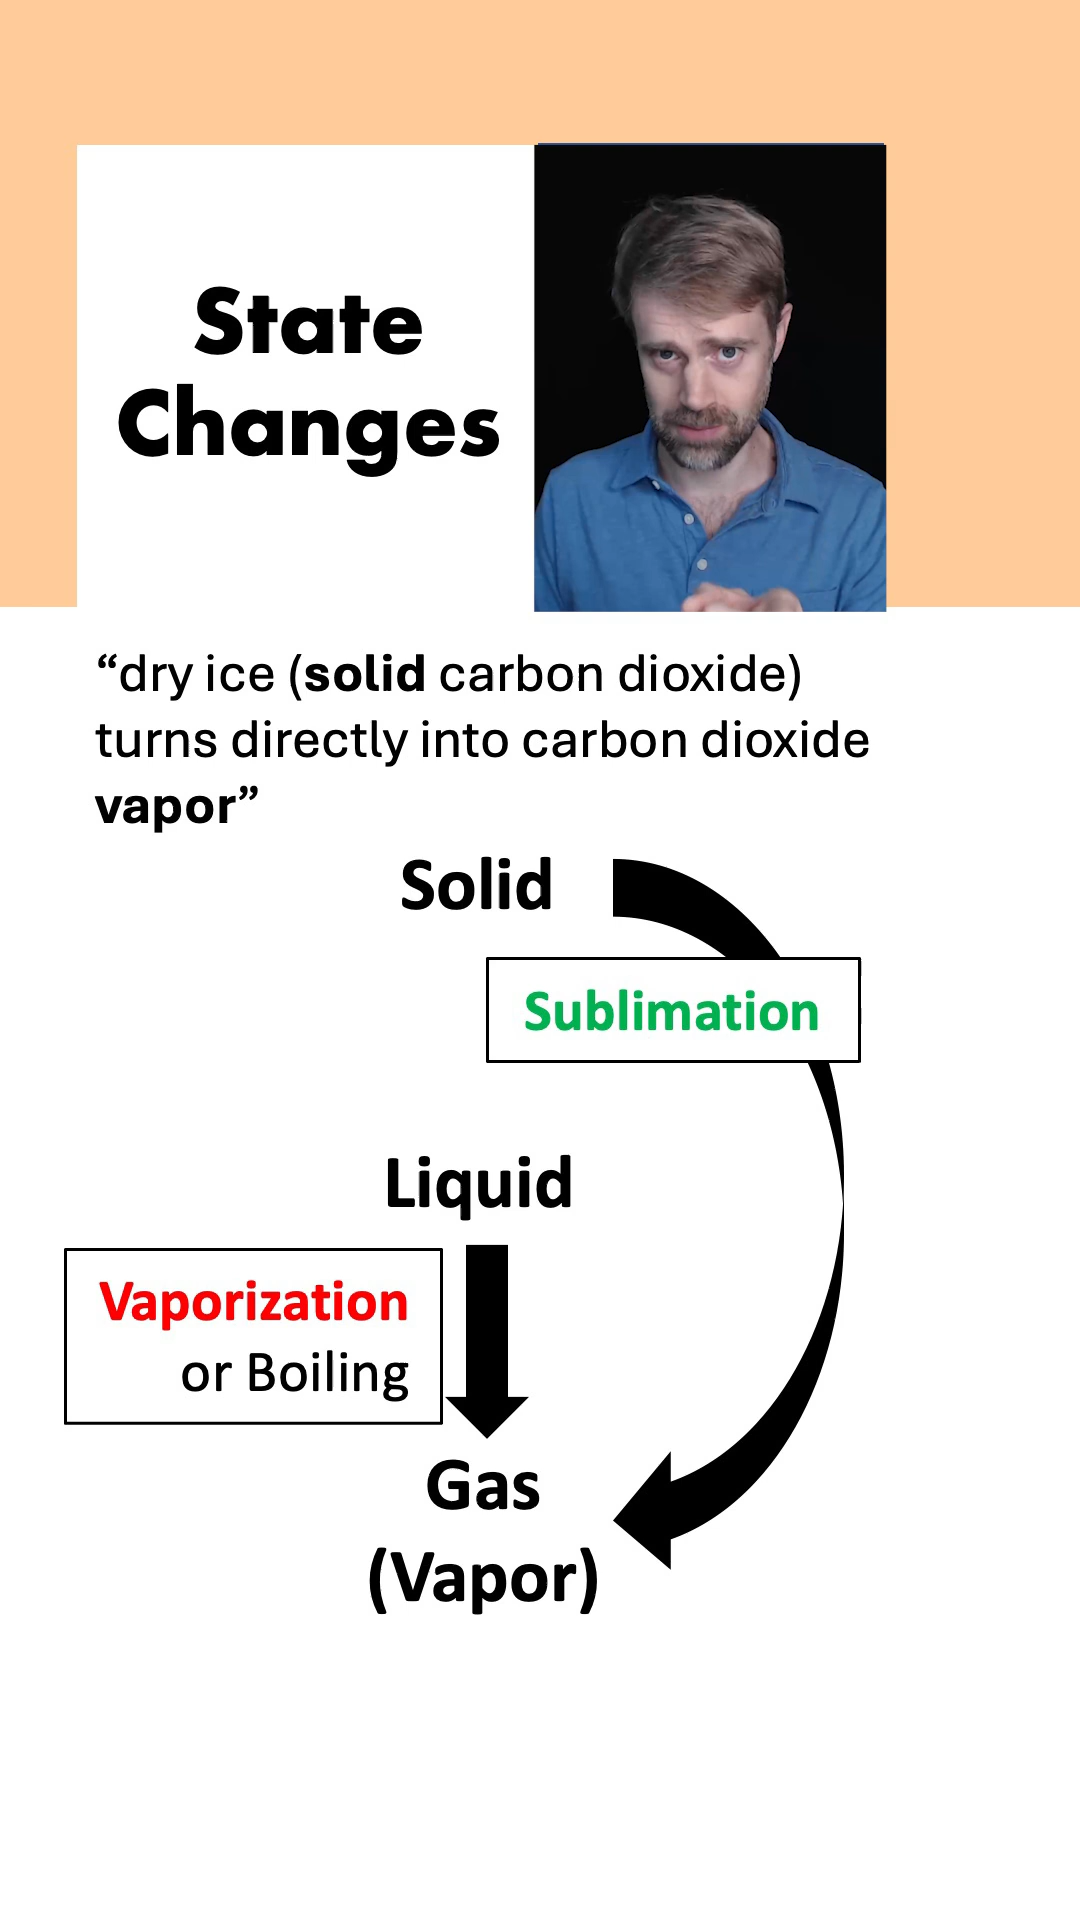 State
Changes
“dry ice (solid carbon dioxide)
turns directly into carbon dioxide
vapor”
Solid
Sublimation
Liquid
Vaporization
or Boiling
Gas
(Vapor)